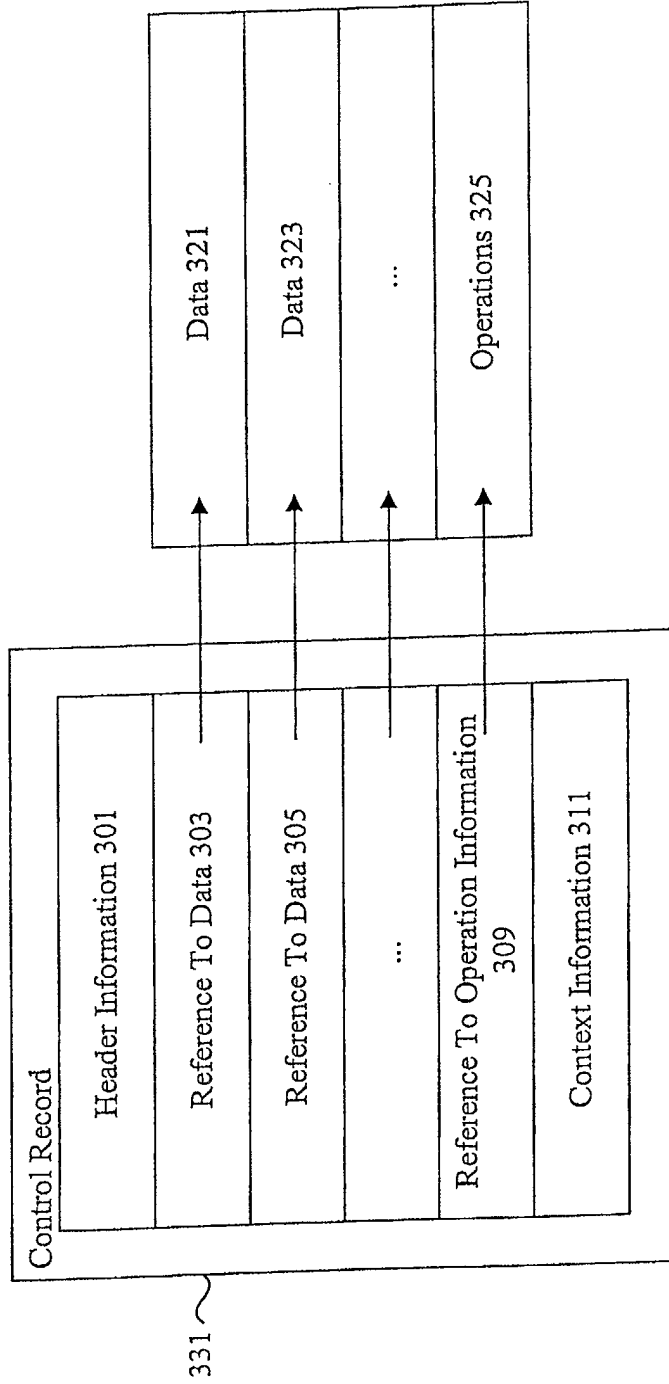 331
Control Record
Header Information 301
Reference To Data 303
Reference To Data 305
...
Reference To Operation Information
309
Context Information 311
Data 321
Data 323
...
Operations 325